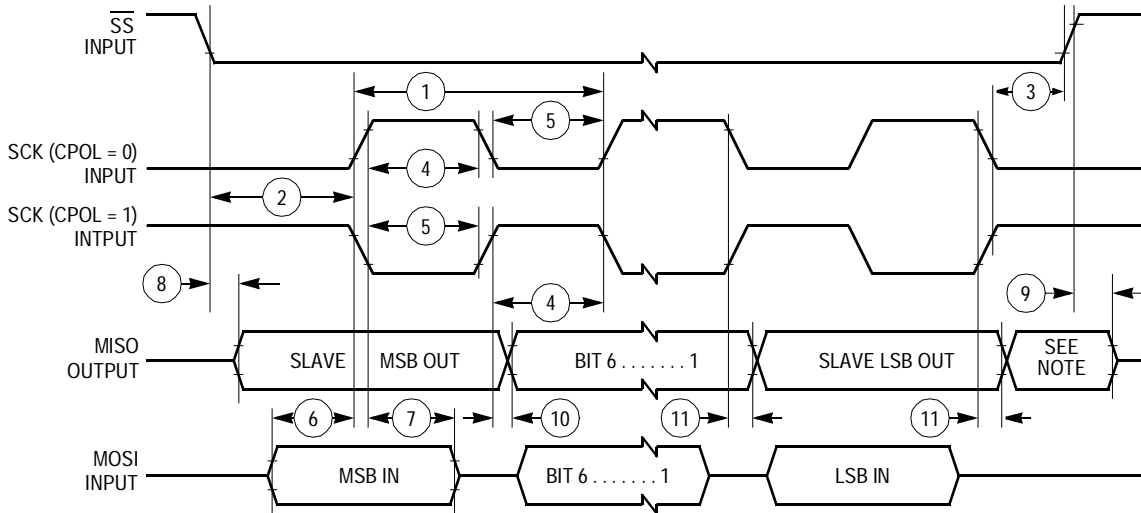 SS
INPUT
1
3
5
SCK (CPOL = 0)
INPUT
4
2
SCK (CPOL = 1)
INTPUT
5
8
9
4
MISO
OUTPUT
SLAVE MSB OUT
BIT 6 . . . . . . 1
SLAVE LSB OUT
SEE
NOTE
6
7
10
11
11
MOSI
INPUT
MSB IN
BIT 6 . . . . . . . 1
LSB IN